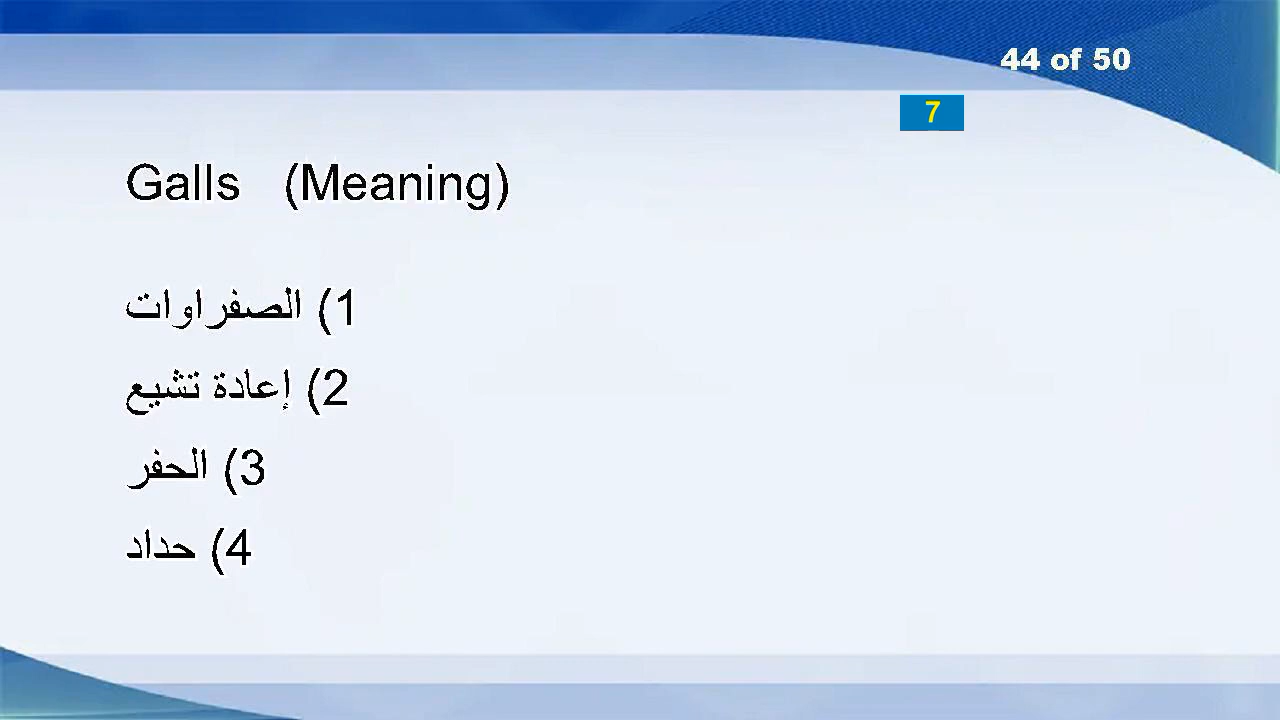 44 of 50
7
Galls (Meaning)
1) الصفراوات
2) إعادة تشيع
3) الحفر
4) حداد